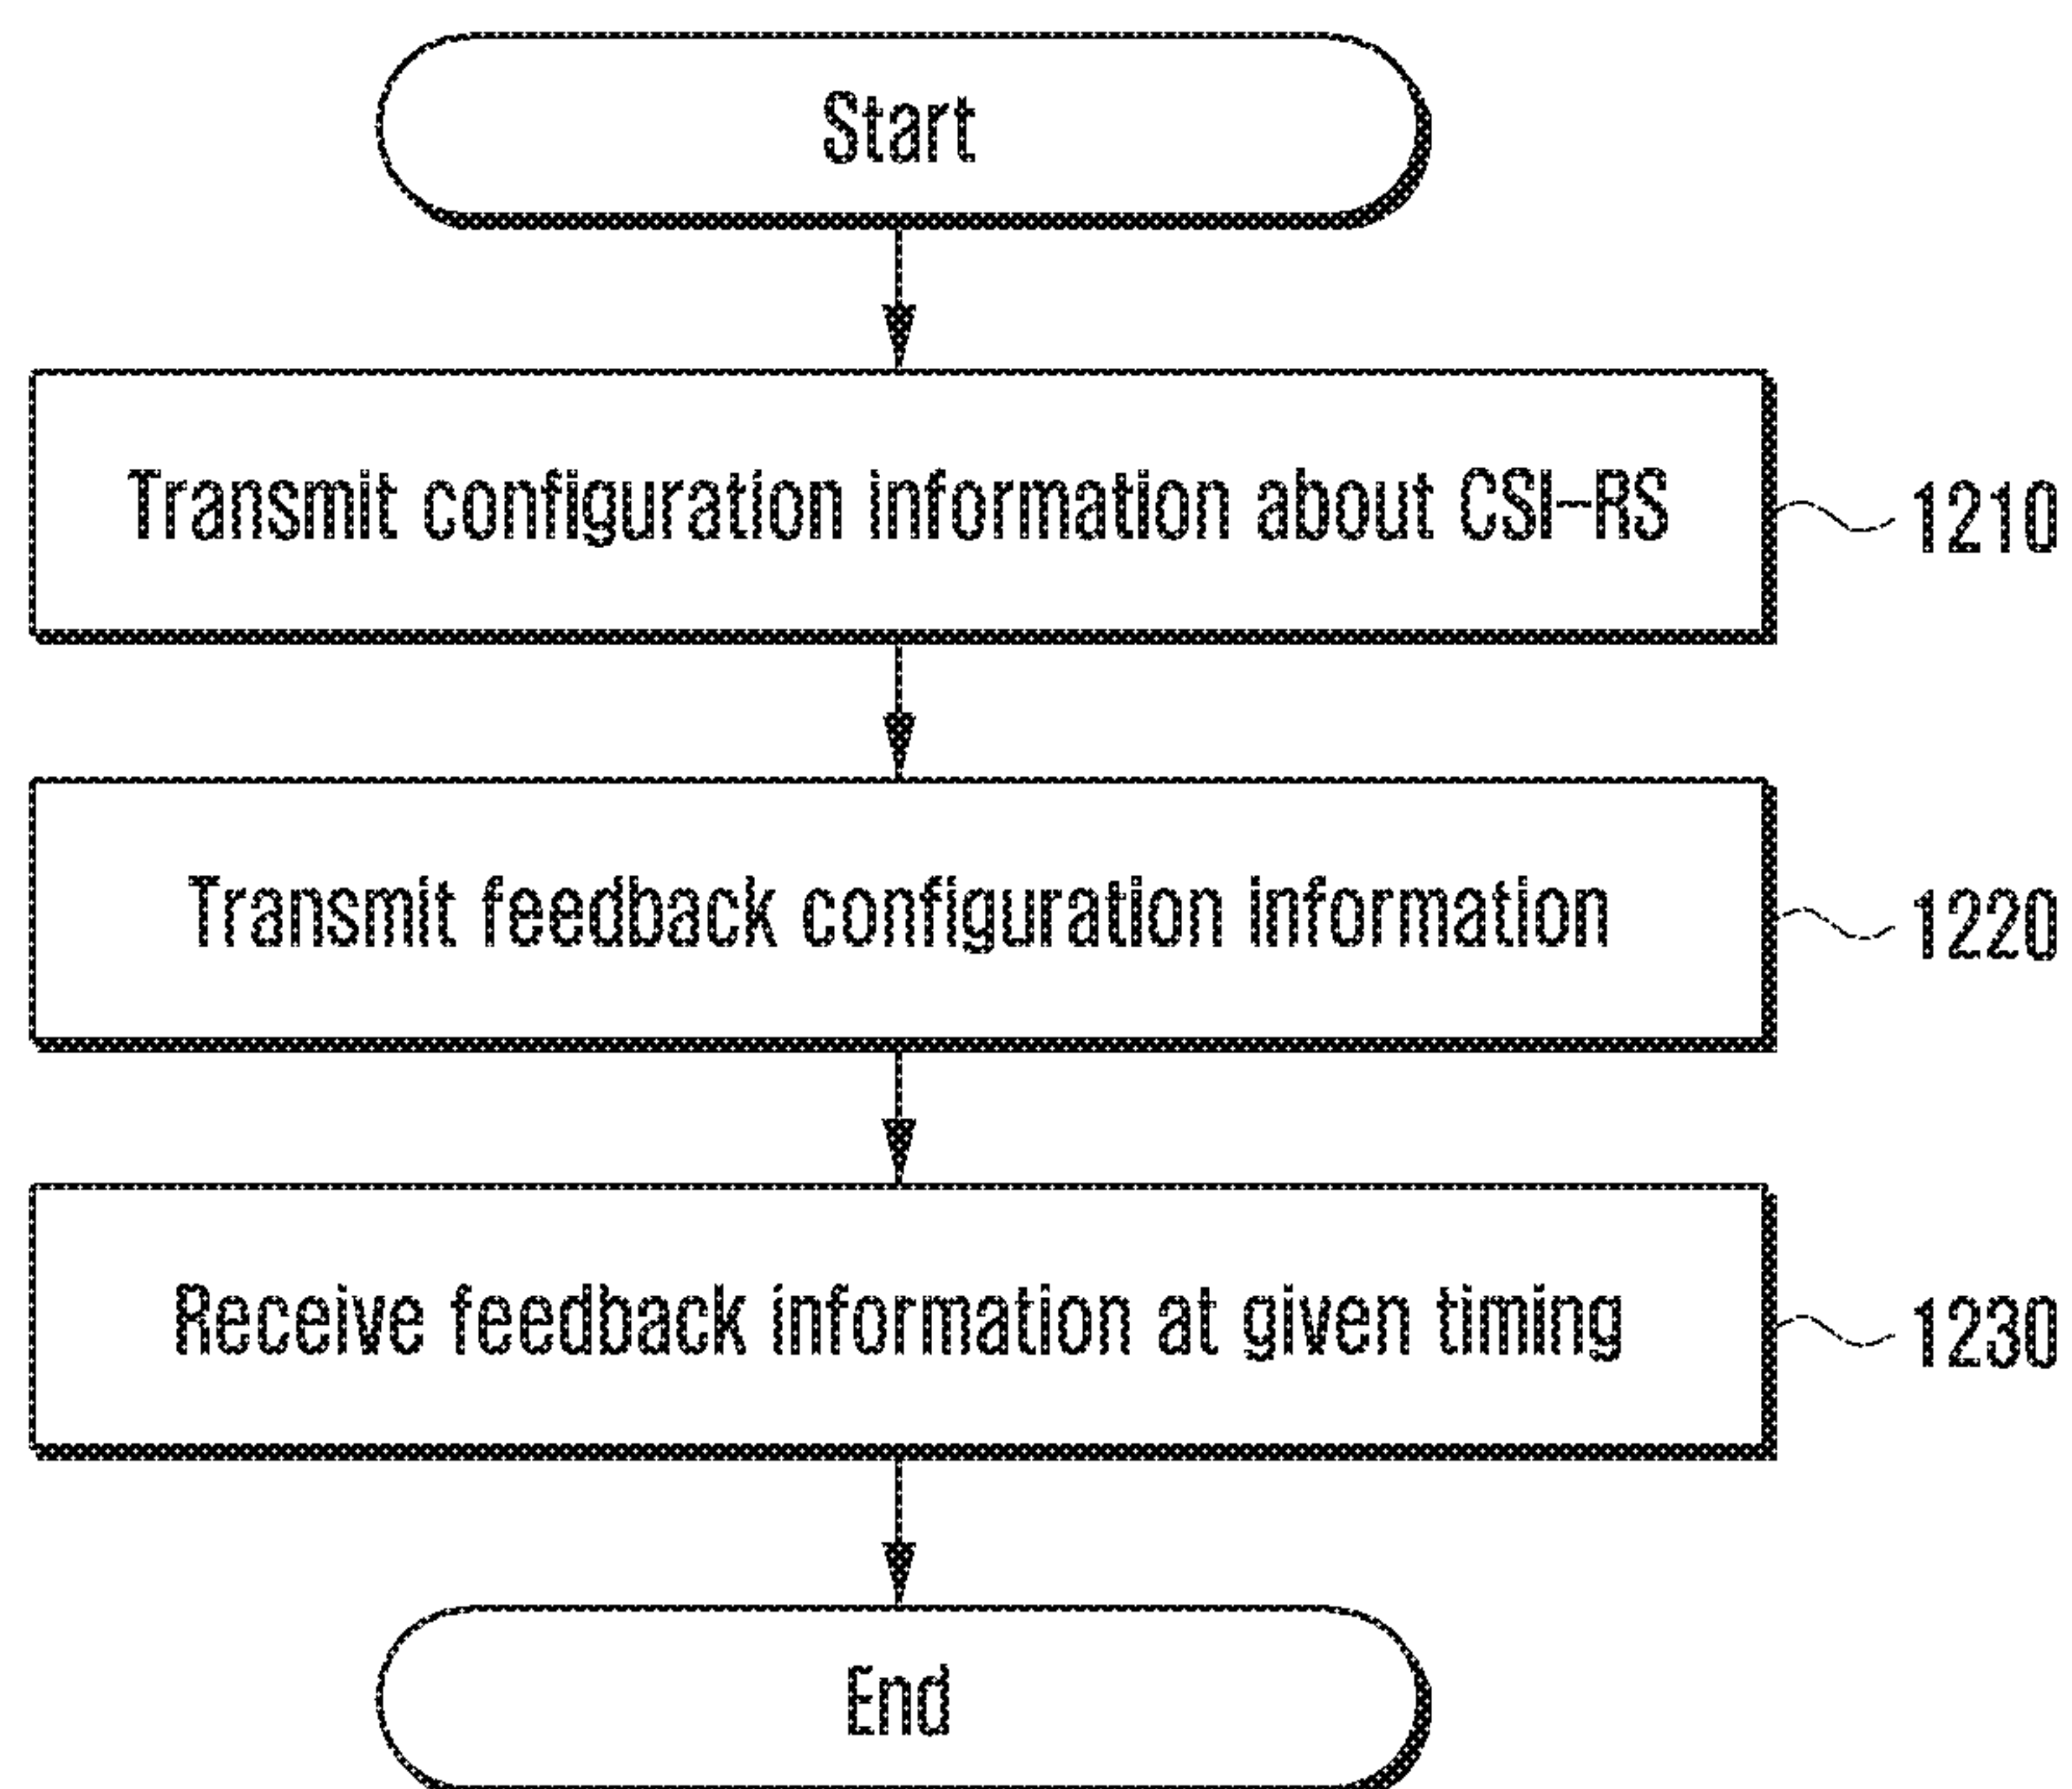 Start
Transmit configuration information about CSI-RS
1210
Transmit feedback configuration information
1220
Receive feedback information at given timing
1230
End